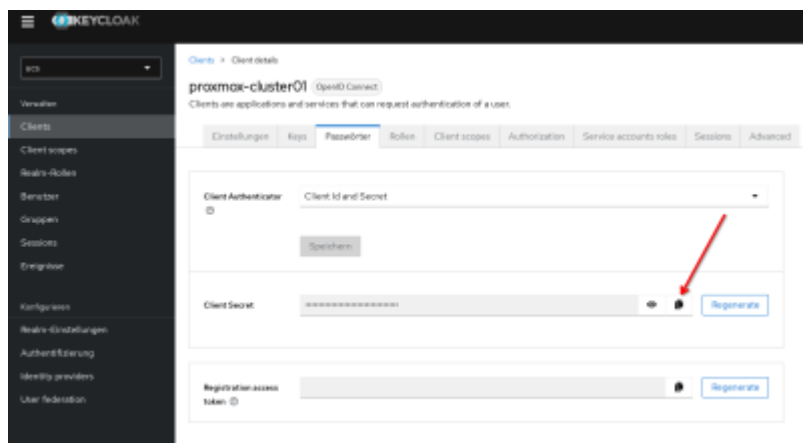 KEYCLOAK
ucs
Clients > Client details
proxmox-cluster01 OpenID Connect
Clients are applications and services that can request authentication of a user.
Verwalten
Clients
Client scopes
Realm-Rollen
Benutzer
Gruppen
Sessions
Ereignisse
Konfigurieren
Realm-Einstellungen
Authentifizierung
Identity providers
User federation
Einstellungen Keys Passwörter Rollen Client scopes Authorization Service accounts roles Sessions Advanced
Client Authenticator
Client Id and Secret
Speichern
Client Secret
Regenerate
Registration access
token
Regenerate